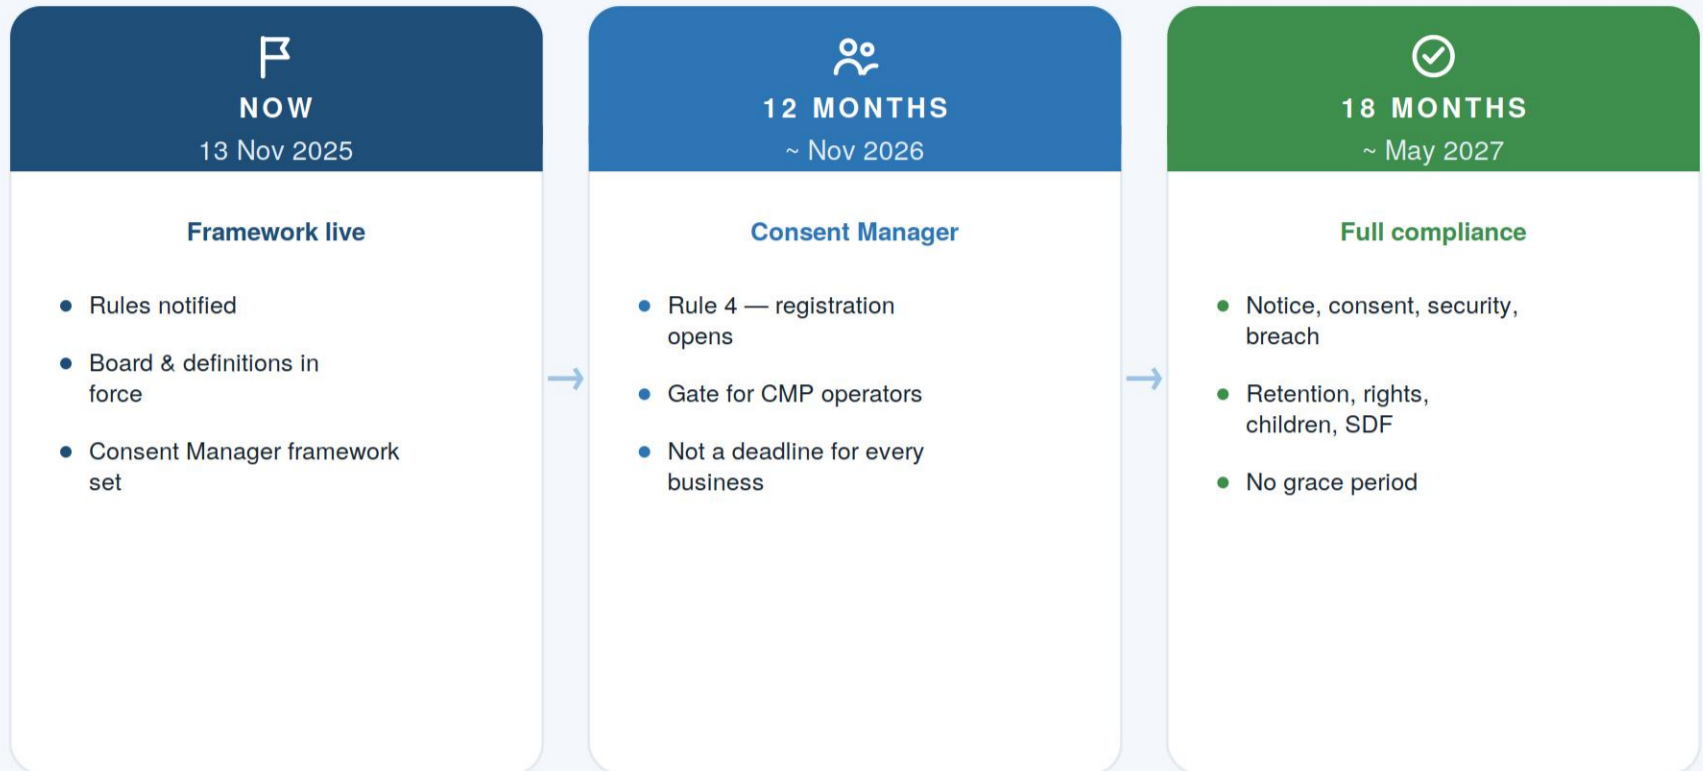 NOW
13 Nov 2025
Framework live
Rules notified
Board & definitions in
force
Consent Manager framework
set
→
12 MONTHS
~ Nov 2026
Consent Manager
Rule 4 — registration
opens
Gate for CMP operators
Not a deadline for every
business
→
18 MONTHS
~ May 2027
Full compliance
Notice, consent, security,
breach
Retention, rights,
children, SDF
No grace period